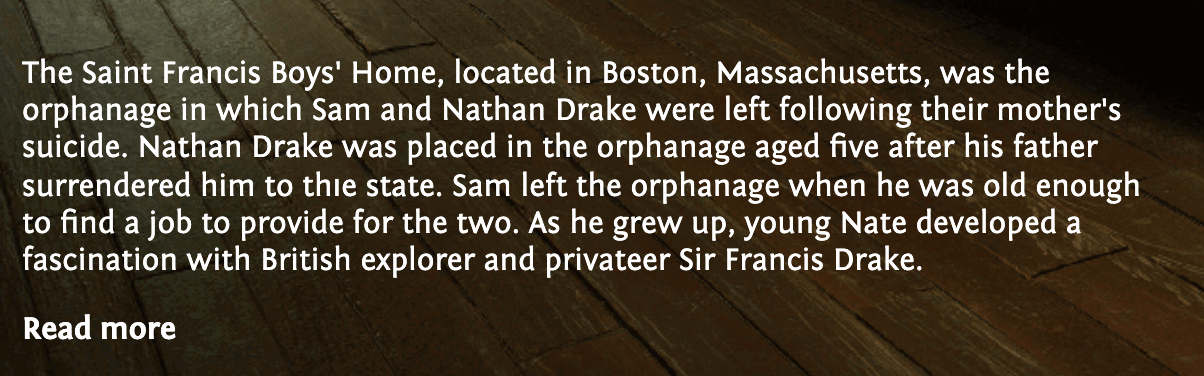 The Saint Francis Boys' Home, located in Boston, Massachusetts, was the
orphanage in which Sam and Nathan Drake were left following their mother's
suicide. Nathan Drake was placed in the orphanage aged five after his father
surrendered him to thıe state. Sam left the orphanage when he was old enough
to find a job to provide for the two. As he grew up, young Nate developed a
fascination with British explorer and privateer Sir Francis Drake.
Read more